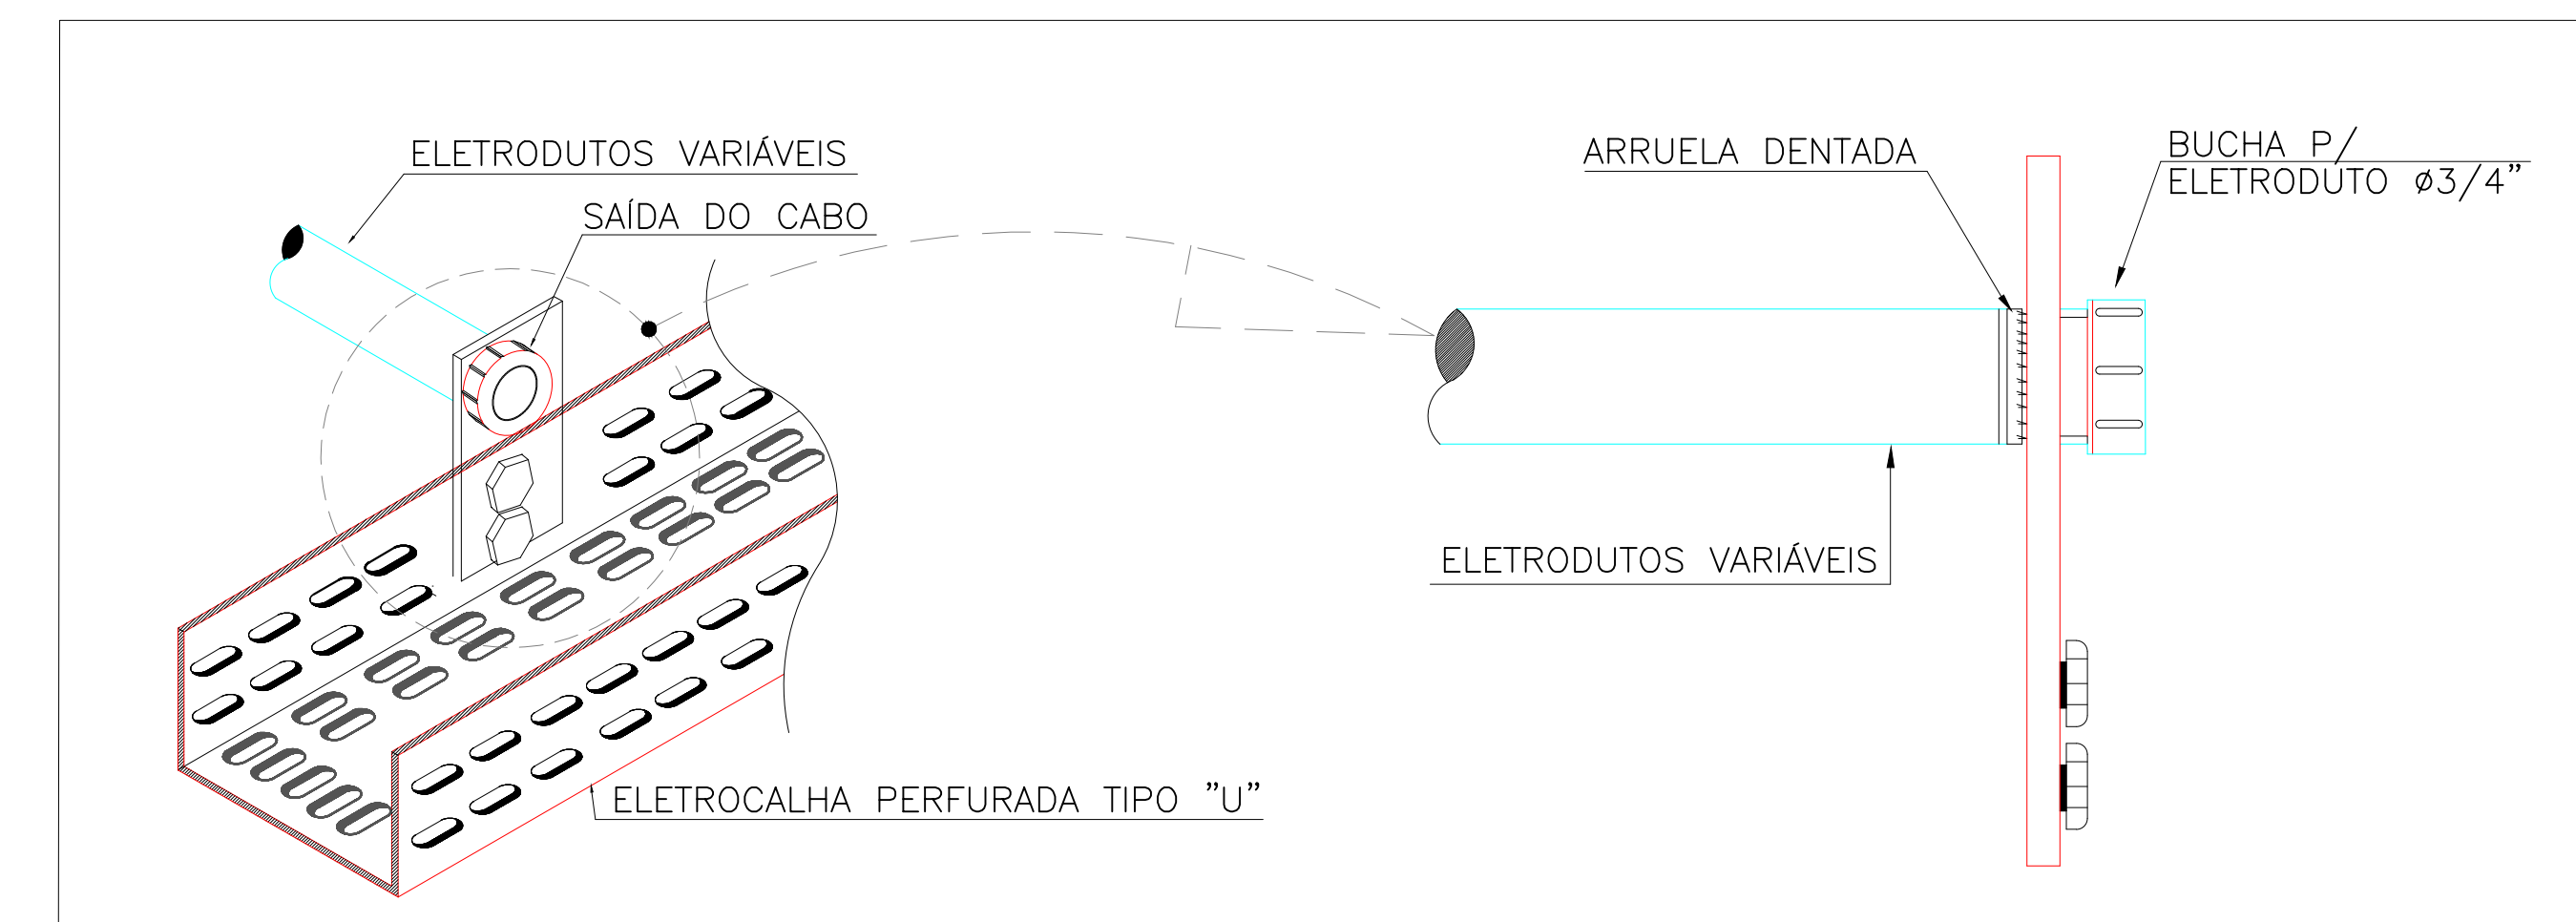 ELETRODUTOS VARIÁVEIS
SAÍDA DO CABO
ELETROCALHA PERFURADA TIPO "U"
ARRUELA DENTADA
BUCHA P/
ELETRODUTO ø3/4"
ELETRODUTOS VARIÁVEIS